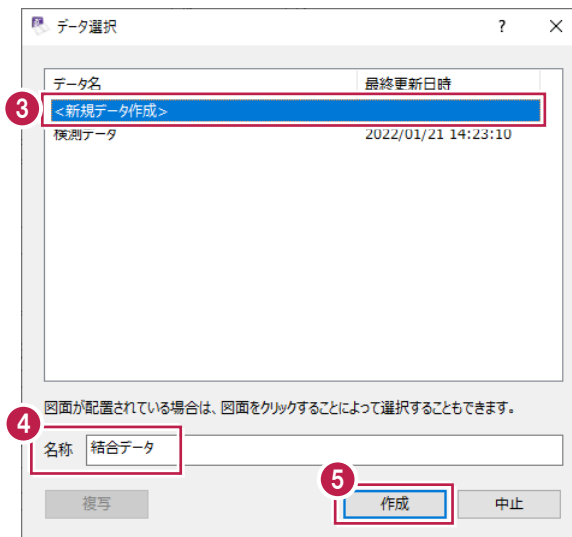 データ選択
データ名 最終更新日時
3 <新規データ作成>
検測データ 2022/01/21 14:23:10
図面が配置されている場合は、図面をクリックすることによって選択することもできます。
4
名称 結合データ
5
複写 作成 中止